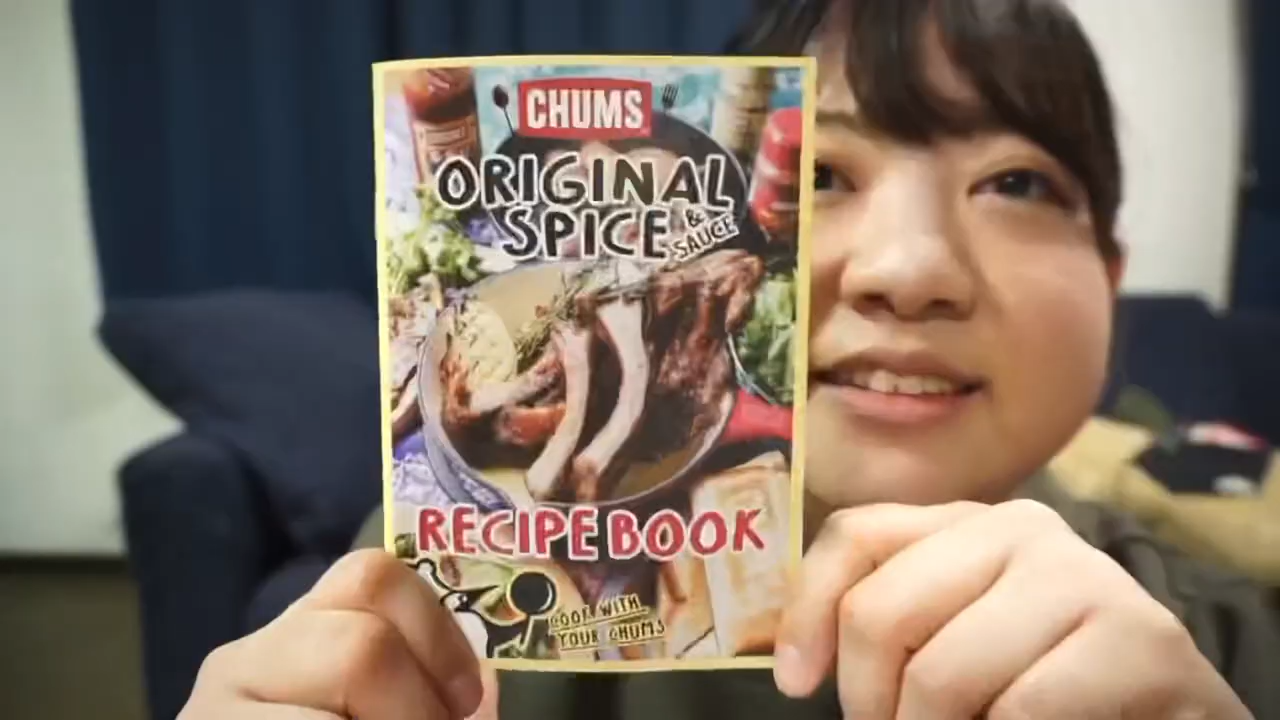 CHUMS
ORIGINAL
SPICE &
SAUCE
RECIPE BOOK
COOK WITH
YOUR CHUMS